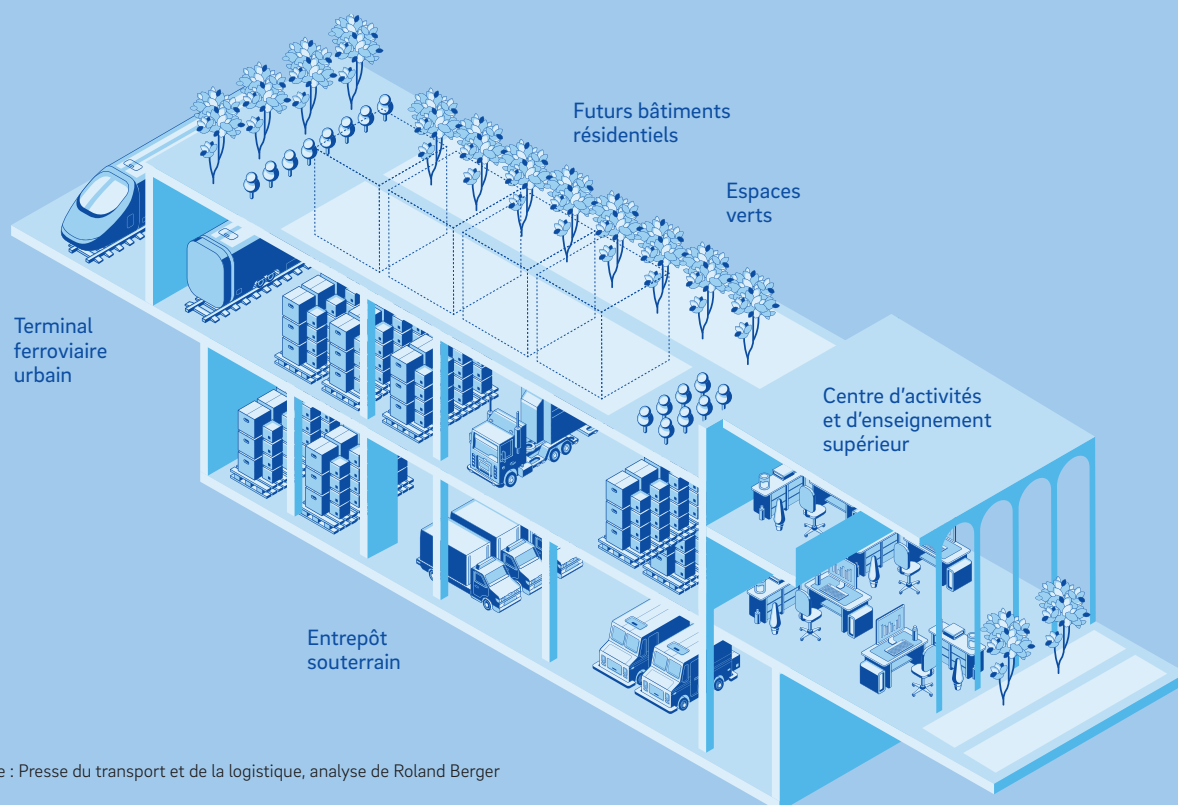 Futurs bâtiments
résidentiels
Espaces
verts
Terminal
ferroviaire
urbain
Centre d'activités
et d'enseignement
supérieur
Entrepôt
souterrain
e : Presse du transport et de la logistique, analyse de Roland Berger